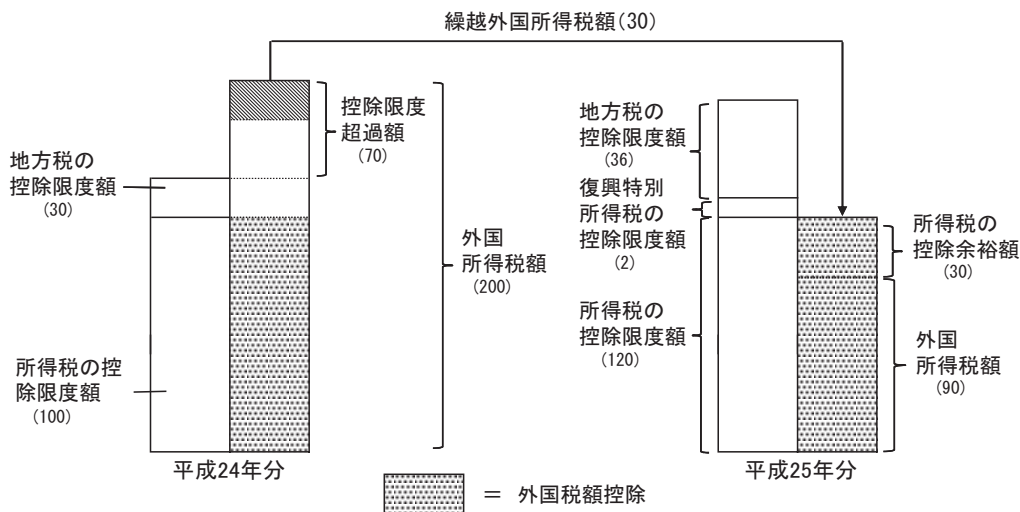 繰越外国所得税額(30)
控除限度
超過額
(70)
地方税の
控除限度額
(30)
外国
所得税額
(200)
所得税の控
除限度額
(100)
平成24年分
地方税の
控除限度額
(36)
復興特別
所得税の
控除限度額
(2)
所得税の
控除限度額
(120)
所得税の
控除余裕額
(30)
外国
所得税額
(90)
平成25年分
= 外国税額控除